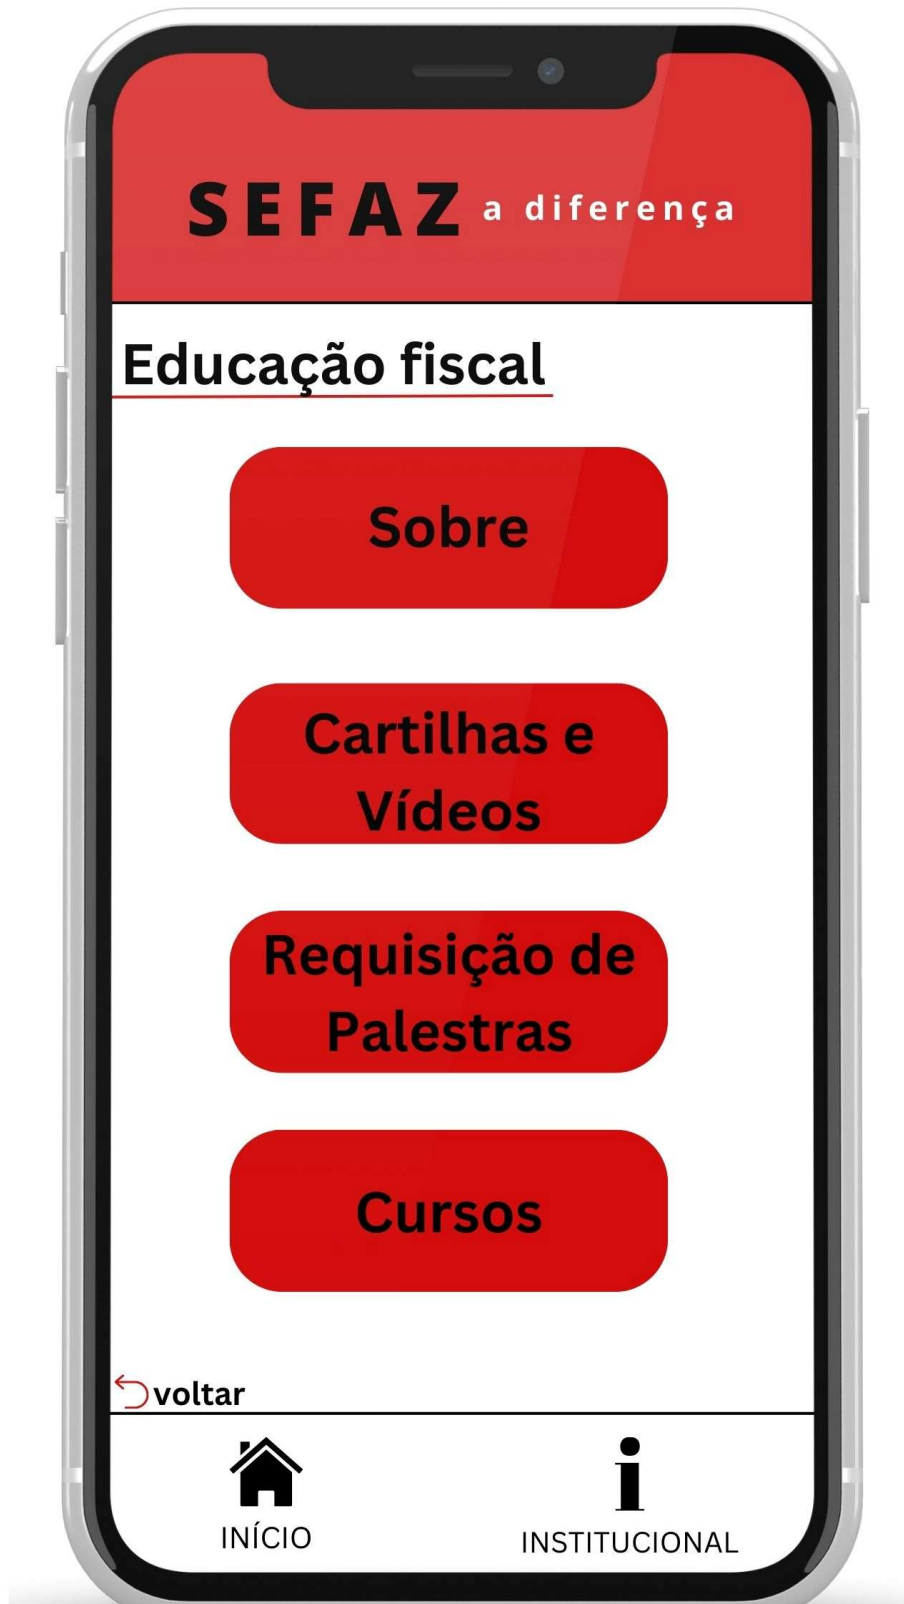 SEFAZ a diferença
Educação fiscal
Sobre
Cartilhas e
Vídeos
Requisição de
Palestras
Cursos
voltar
INÍCIO
INSTITUCIONAL